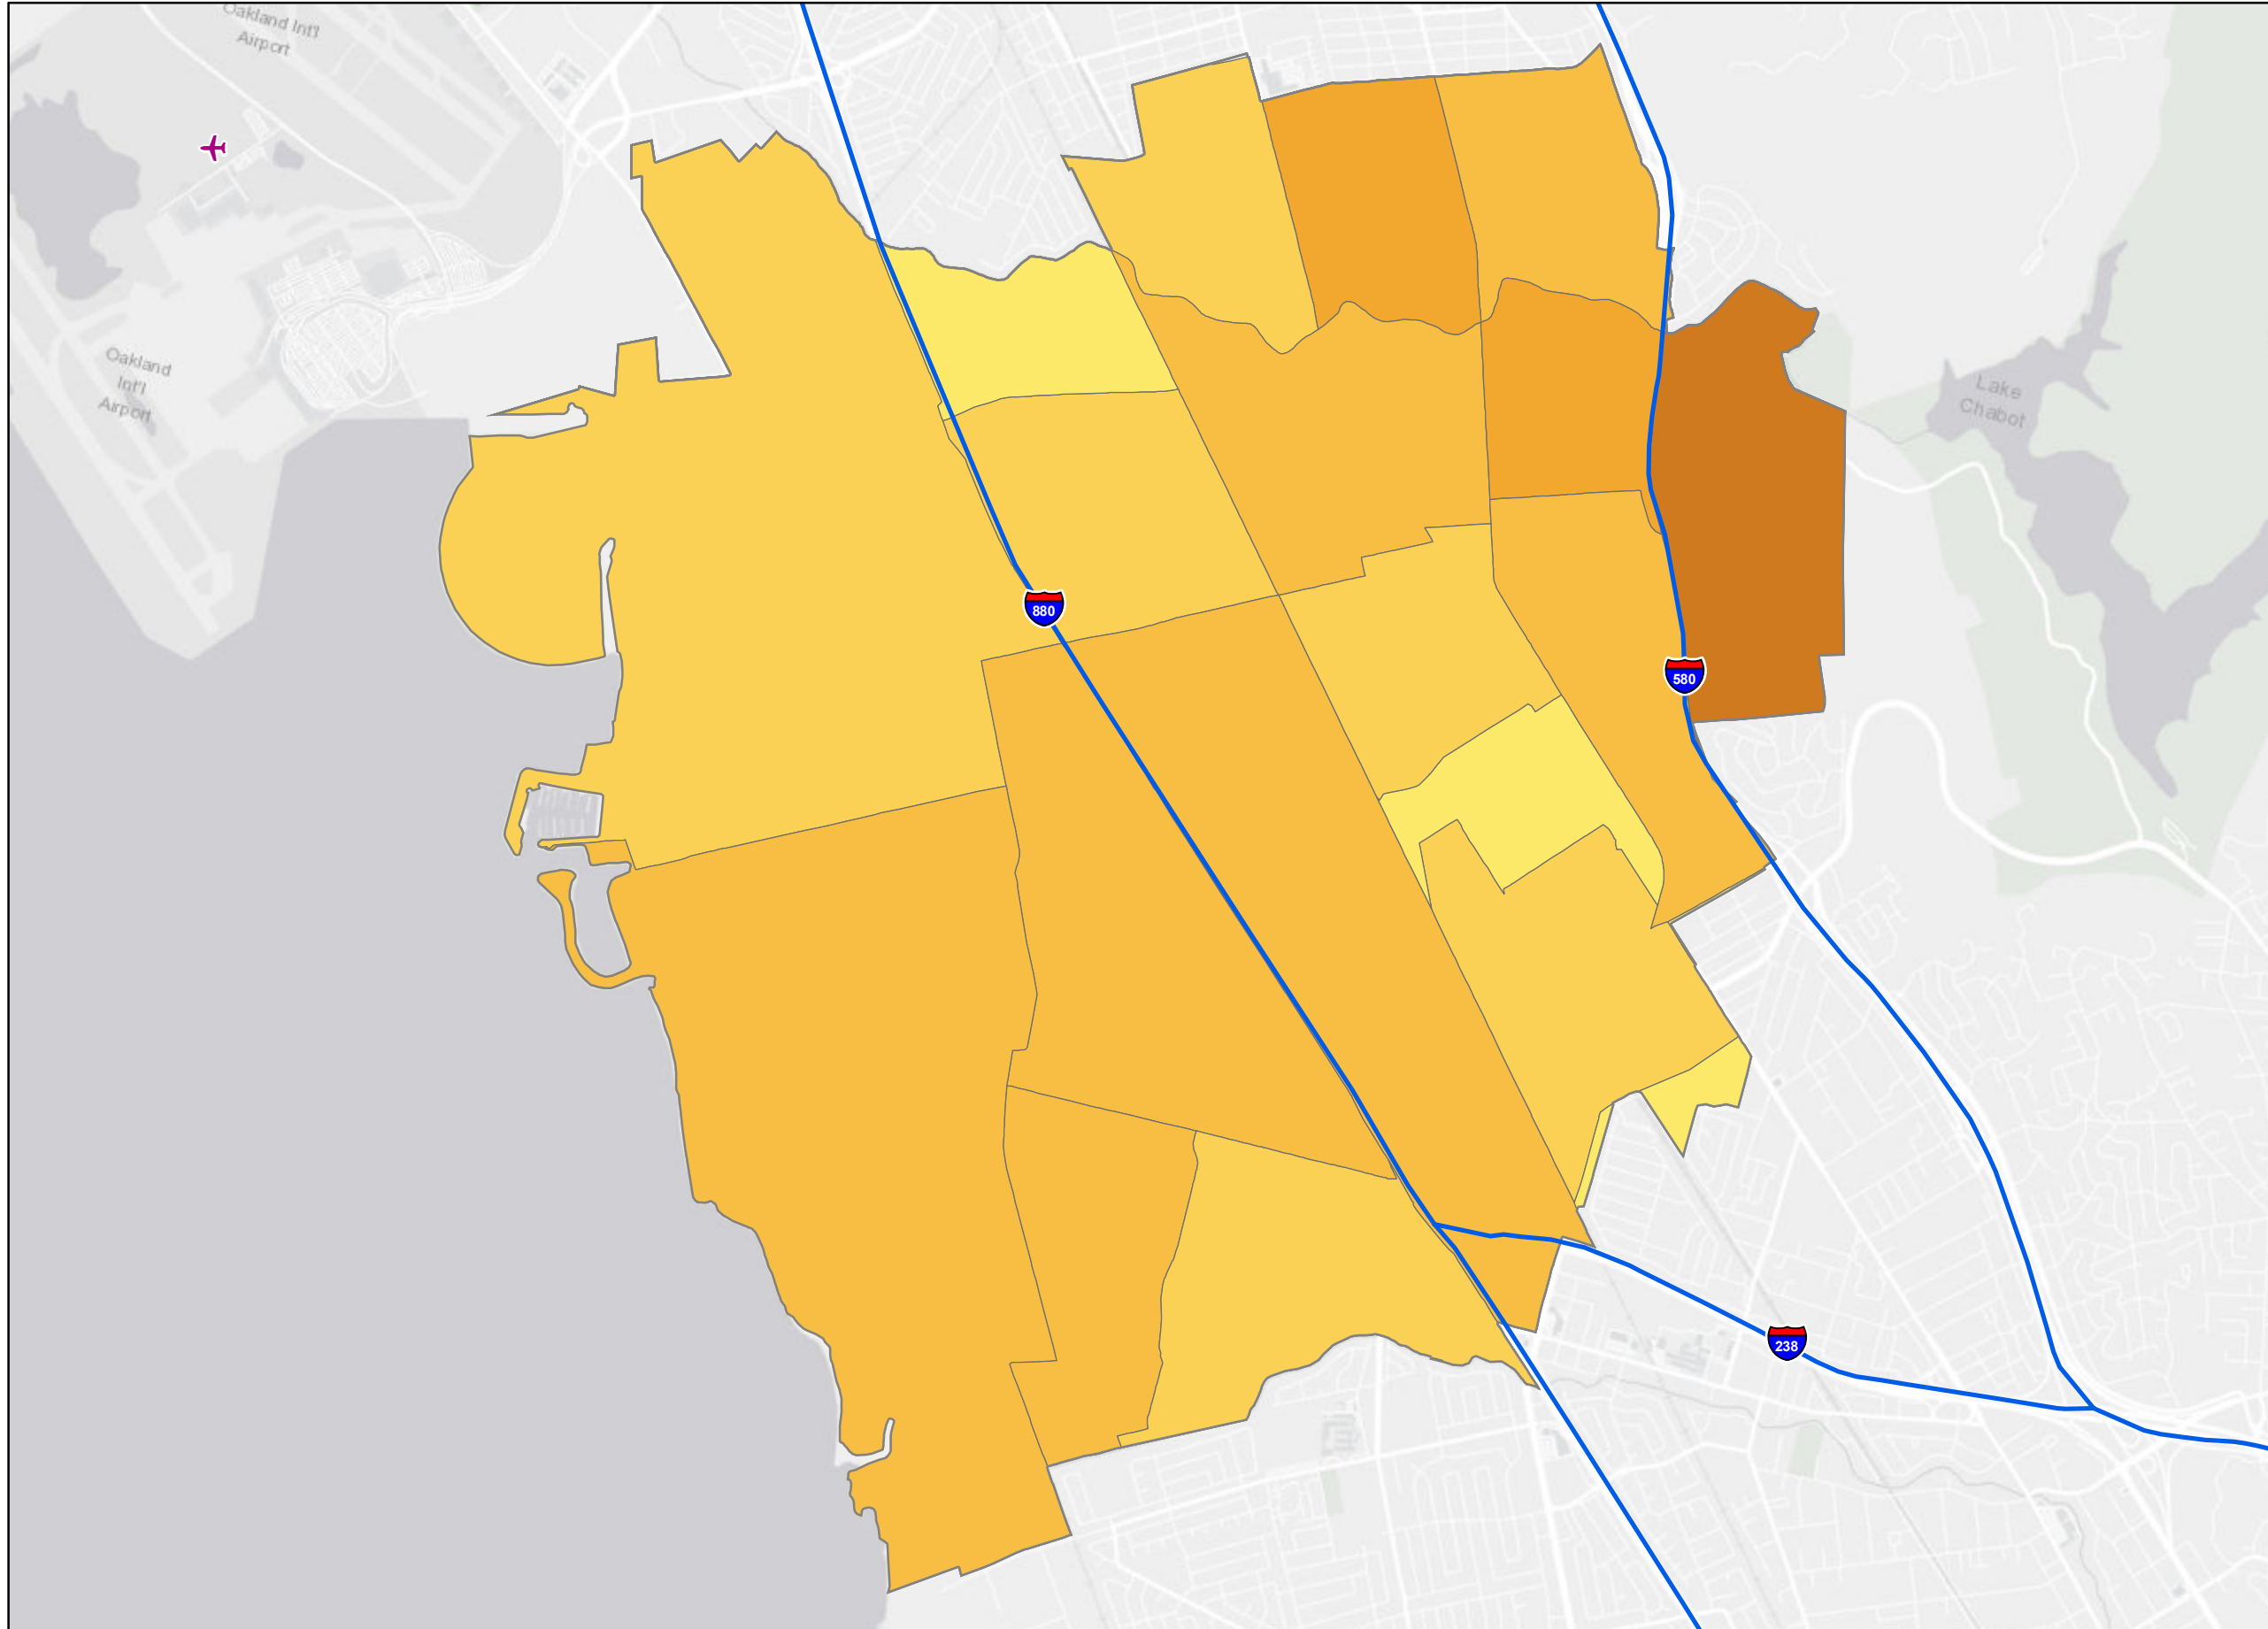 Oakland Int'l
Airport
Oakland
Int'l
Airport
Lake
Chabot
880
580
238